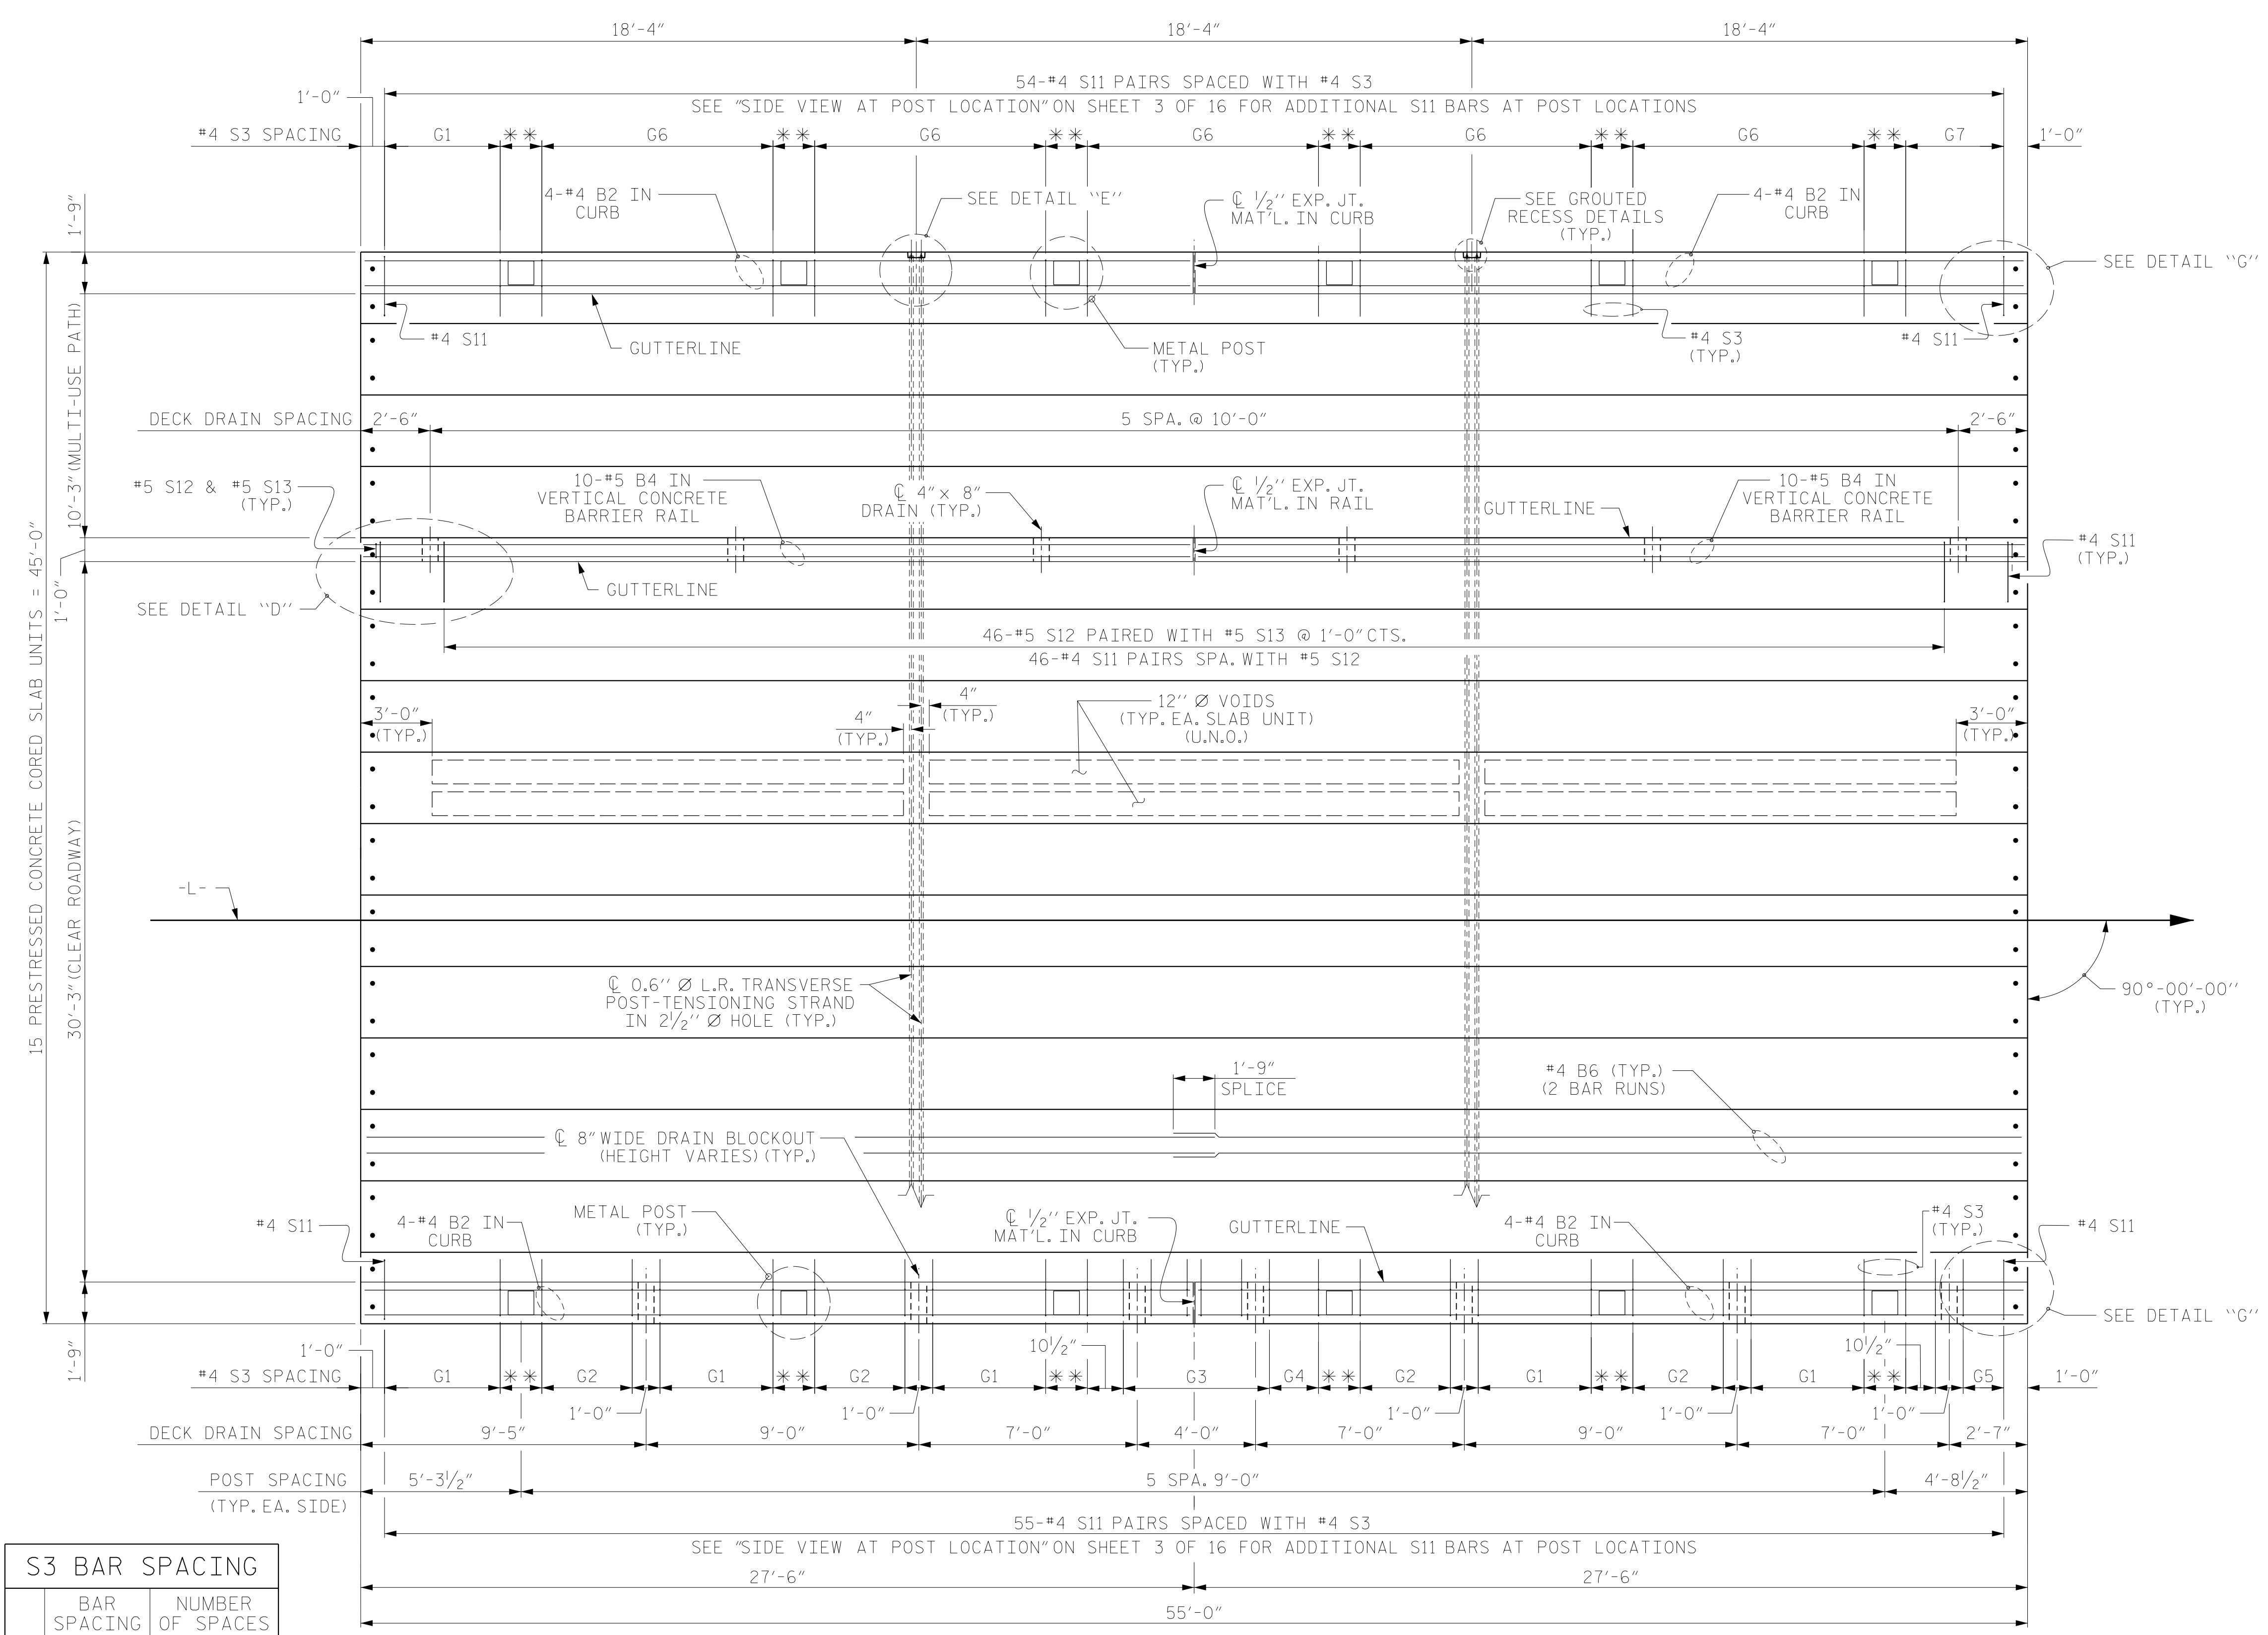 18'-4" 18'-4" 18'-4"
54-#4 S11 PAIRS SPACED WITH #4 S3
1'-0" SEE "SIDE VIEW AT POST LOCATION" ON SHEET 3 OF 16 FOR ADDITIONAL S11 BARS AT POST LOCATIONS
#4 S3 SPACING G1 ** G6 ** G6 ** G6 ** G6 ** G6 ** G7 1'-0"
4-#4 B2 IN
CURB
SEE DETAIL "E"
℄ 1/2" EXP. JT.
MAT'L. IN CURB
SEE GROUTED
RECESS DETAILS
(TYP.)
4-#4 B2 IN
CURB
1'-9"
SEE DETAIL "G"
#4 S11
GUTTERLINE
METAL POST
(TYP.)
#4 S3
(TYP.)
#4 S11
10'-3" (MULTI-USE PATH)
DECK DRAIN SPACING 2'-6" 5 SPA. @ 10'-0" 2'-6"
#5 S12 & #5 S13
(TYP.)
10-#5 B4 IN
VERTICAL CONCRETE
BARRIER RAIL
℄ 4" x 8"
DRAIN (TYP.)
℄ 1/2" EXP. JT.
MAT'L. IN RAIL
GUTTERLINE
10-#5 B4 IN
VERTICAL CONCRETE
BARRIER RAIL
#4 S11
(TYP.)
1'-0"
SEE DETAIL "D"
GUTTERLINE
46-#5 S12 PAIRED WITH #5 S13 @ 1'-0" CTS.
46-#4 S11 PAIRS SPA. WITH #5 S12
15 PRESTRESSED CONCRETE CORED SLAB UNITS = 45'-0"
3'-0"
(TYP.)
4"
(TYP.)
4"
(TYP.)
12" Ø VOIDS
(TYP. EA. SLAB UNIT)
(U.N.O.)
3'-0"
(TYP.)
30'-3" (CLEAR ROADWAY)
-L-
℄ 0.6" Ø L.R. TRANSVERSE
POST-TENSIONING STRAND
IN 2 1/2" Ø HOLE (TYP.)
90°-00'-00"
(TYP.)
1'-9"
SPLICE
#4 B6 (TYP.)
(2 BAR RUNS)
℄ 8" WIDE DRAIN BLOCKOUT
(HEIGHT VARIES) (TYP.)
#4 S11
4-#4 B2 IN
CURB
METAL POST
(TYP.)
℄ 1/2" EXP. JT.
MAT'L. IN CURB
GUTTERLINE
4-#4 B2 IN
CURB
#4 S3
(TYP.)
#4 S11
SEE DETAIL "G"
1'-9"
1'-0" 10 1/2" 10 1/2"
#4 S3 SPACING G1 ** G2 G1 ** G2 G1 ** G3 G4 ** G2 G1 ** G2 G1 ** G5 1'-0"
1'-0" 1'-0" 1'-0" 1'-0" 1'-0"
DECK DRAIN SPACING 9'-5" 9'-0" 7'-0" 4'-0" 7'-0" 9'-0" 7'-0" 2'-7"
POST SPACING 5'-3 1/2" 5 SPA. 9'-0" 4'-8 1/2"
(TYP. EA. SIDE)
55-#4 S11 PAIRS SPACED WITH #4 S3
SEE "SIDE VIEW AT POST LOCATION" ON SHEET 3 OF 16 FOR ADDITIONAL S11 BARS AT POST LOCATIONS
27'-6" 27'-6"
55'-0"
S3 BAR SPACING
BAR NUMBER
SPACING OF SPACES